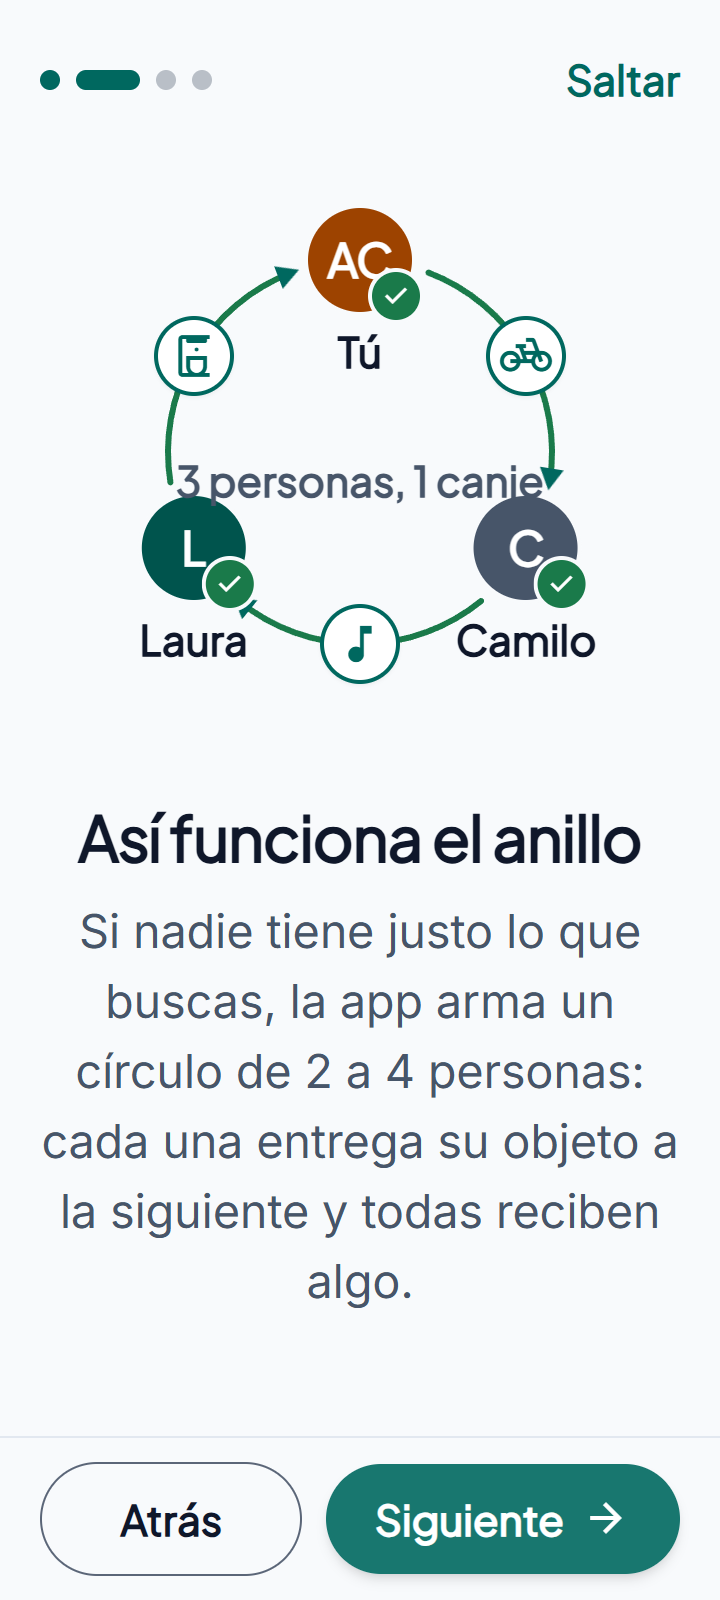 Saltar
AC
Tú
3 personas, 1 canje
L
C
Laura
Camilo
Así funciona el anillo
Si nadie tiene justo lo que
buscas, la app arma un
círculo de 2 a 4 personas:
cada una entrega su objeto a
la siguiente y todas reciben
algo.
Atrás
Siguiente